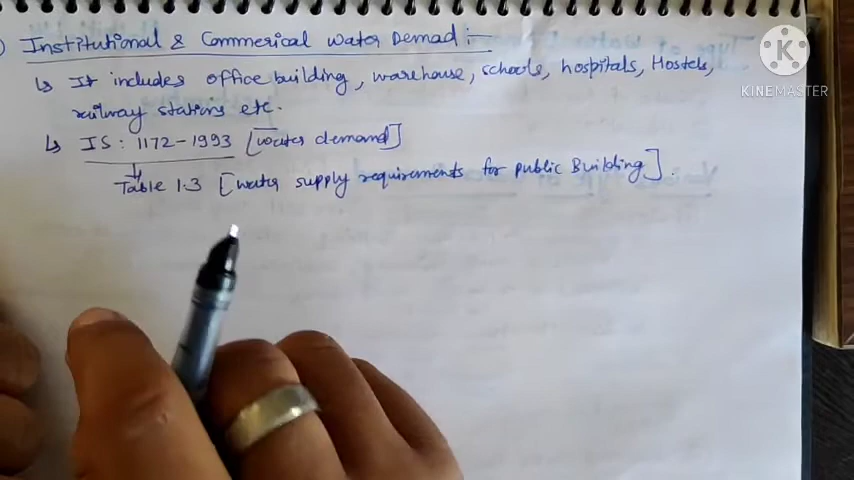 ) Institutional & Commerical Water Demad :-
↳ It includes office building, warehouse, schools, hospitals, Hostels,
railway statins etc.
↳ IS : 1172-1993 [water demand]
Table 1.3 [water supply requirements for public Building].
K
KINEMASTER